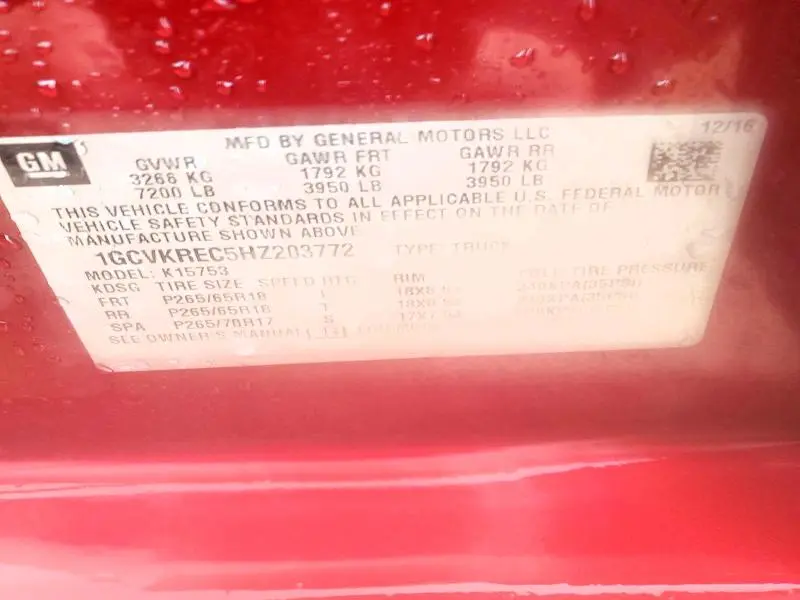 MFD BY GENERAL MOTORS LLC 12/16
GM
GVWR GAWR FRT GAWR RR
3266 KG 1792 KG 1792 KG
7200 LB 3950 LB 3950 LB
THIS VEHICLE CONFORMS TO ALL APPLICABLE U.S. FEDERAL MOTOR
VEHICLE SAFETY STANDARDS IN EFFECT ON THE DATE OF
MANUFACTURE SHOWN ABOVE
1GCVKREC5HZ203772 TYPE: TRUCK
MODEL: K15753
KDSG TIRE SIZE SPEED RTG RIM COLD TIRE PRESSURE
FRT P265/65R18
RR P265/65R18
SPA P265/70R17 S
SEE OWNER'S MANUAL